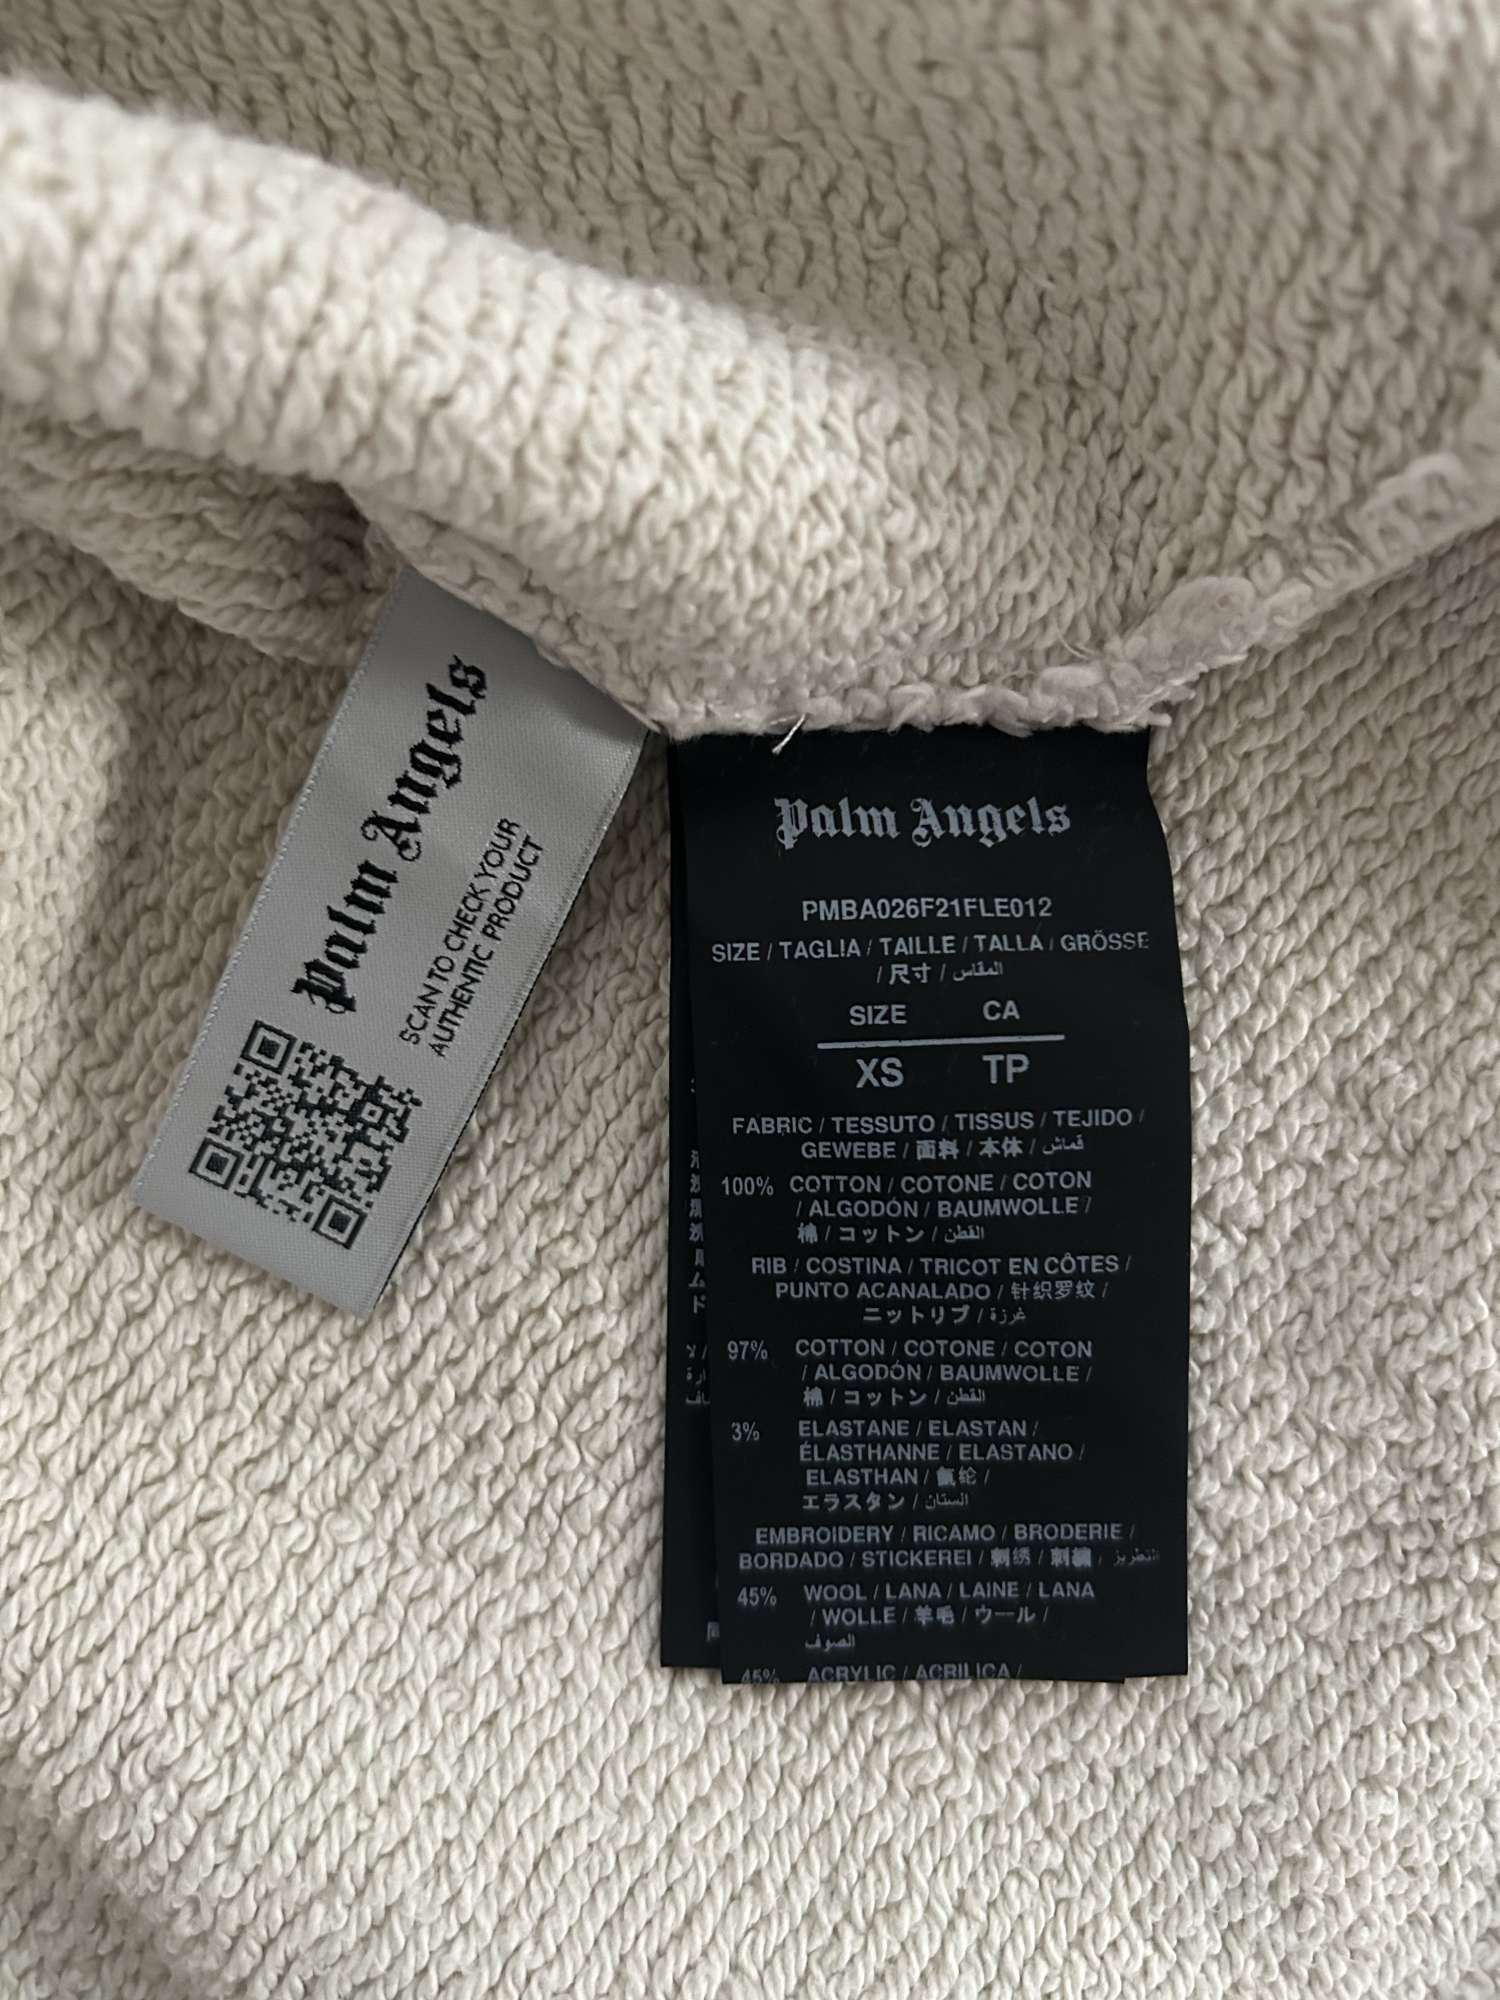 Palm Angels
SCAN TO CHECK YOUR
AUTHENTIC PRODUCT
Palm Angels
PMBA026F21FLE012
SIZE / TAGLIA / TAILLE / TALLA / GRÖSSE
/ 尺寸 / المقاس
SIZE CA
XS TP
FABRIC / TESSUTO / TISSUS / TEJIDO /
GEWEBE / 面料 / 本体 / قماش
100% COTTON / COTONE / COTON
/ ALGODÓN / BAUMWOLLE /
棉 / コットン / القطن
RIB / COSTINA / TRICOT EN CÔTES /
PUNTO ACANALADO / 针织罗纹 /
ニットリブ / غرزة
97% COTTON / COTONE / COTON
/ ALGODÓN / BAUMWOLLE /
棉 / コットン / القطن
3% ELASTANE / ELASTAN /
ÉLASTHANNE / ELASTANO /
ELASTHAN / 氨纶 /
エラスタン / الستان
EMBROIDERY / RICAMO / BRODERIE /
BORDADO / STICKEREI / 刺绣 / 刺繍 / التطريز
45% WOOL / LANA / LAINE / LANA
/ WOLLE / 羊毛 / ウール /
الصوف
45% ACRYLIC / ACRILICA /